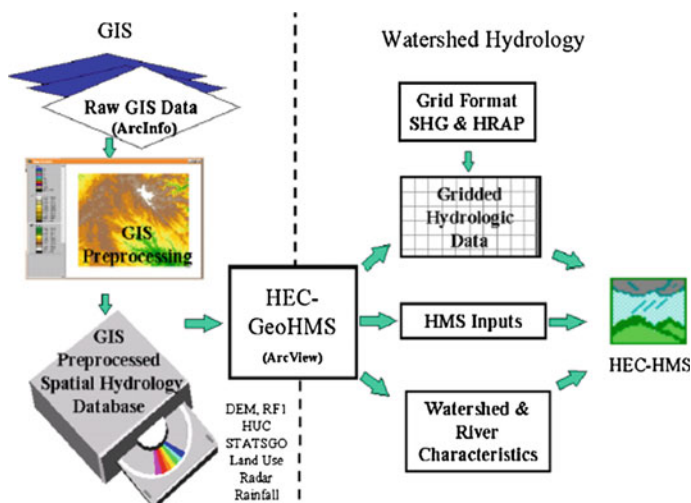 GIS
Watershed Hydrology
Raw GIS Data
(ArcInfo)
Grid Format
SHG & HRAP
GIS
Preprocessing
Gridded
Hydrologic
Data
HEC-
GeoHMS
(ArcView)
HMS Inputs
HEC-HMS
GIS
Preprocessed
Spatial Hydrology
Database
Watershed &
River
Characteristics
DEM, RF1
HUC
STATSGO
Land Use
Radar
Rainfall